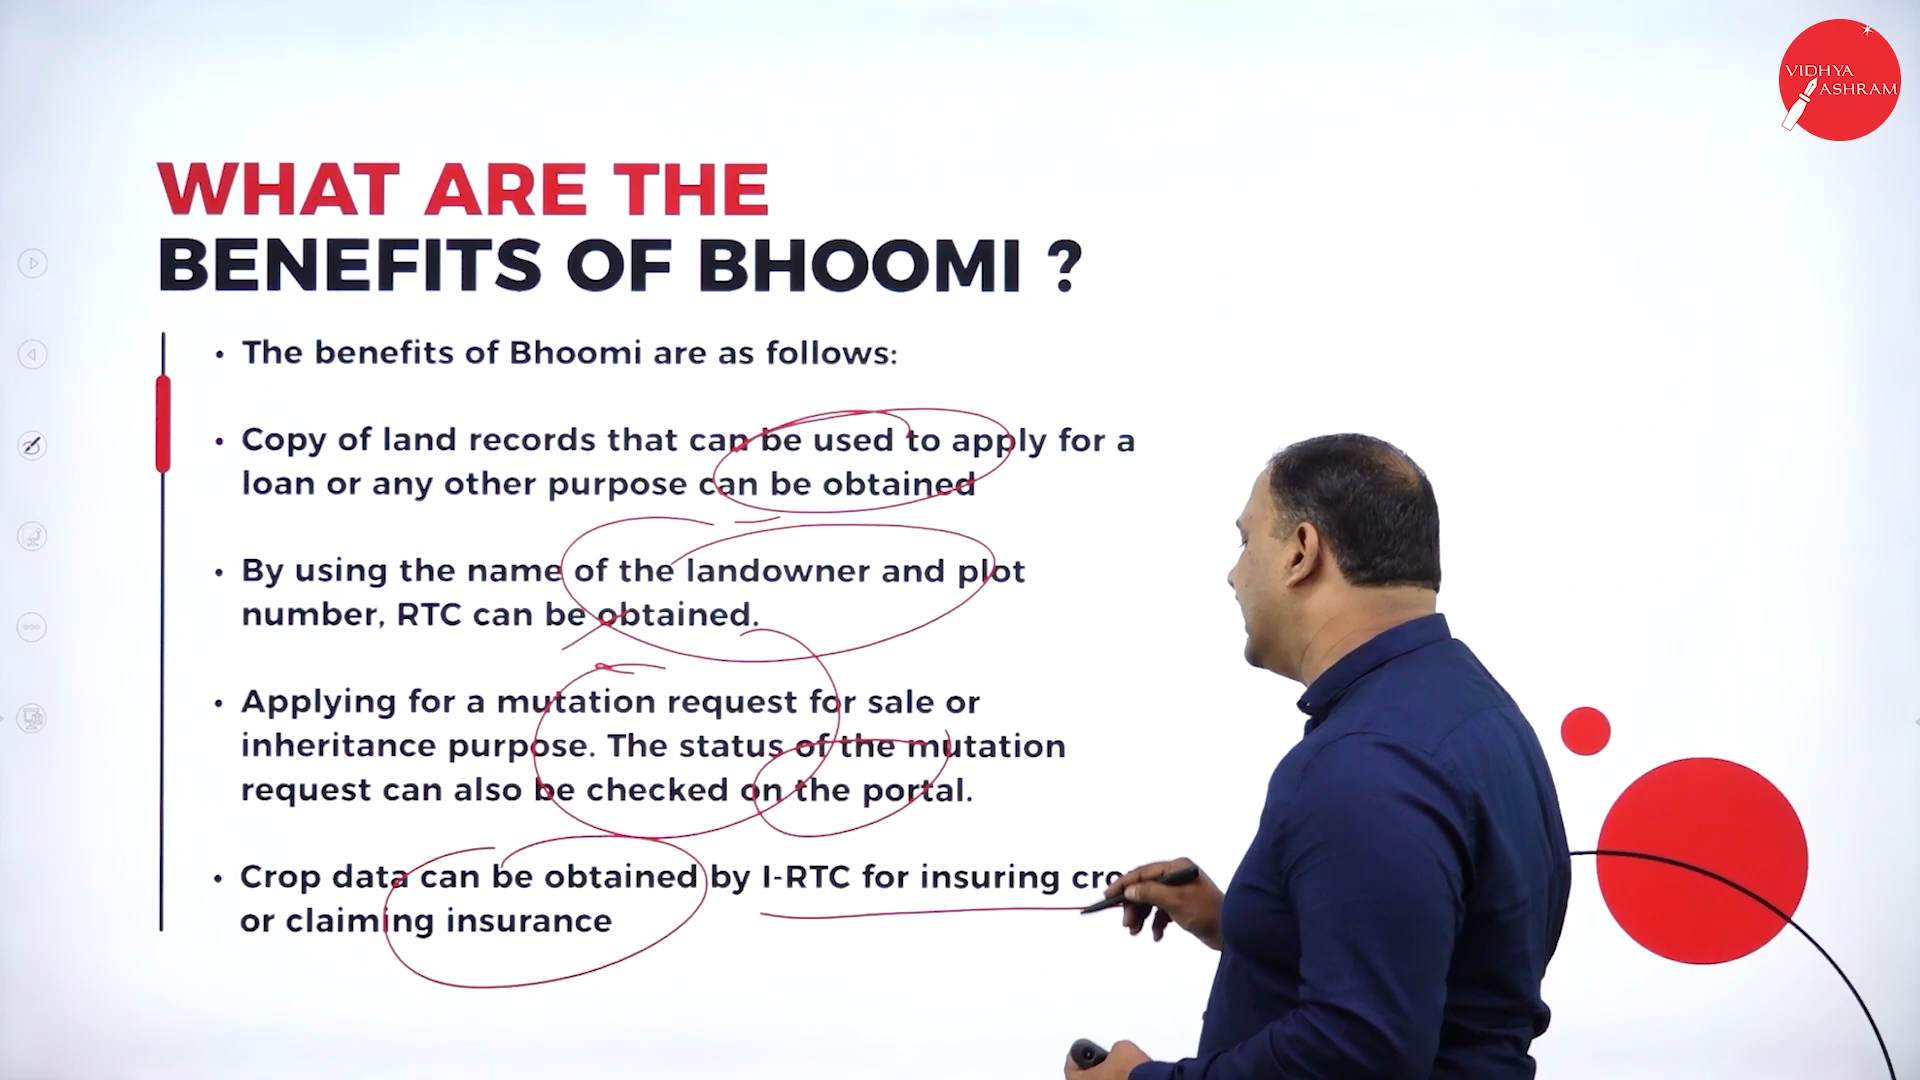 VIDHYA
ASHRAM
WHAT ARE THE
BENEFITS OF BHOOMI ?
• The benefits of Bhoomi are as follows:
• Copy of land records that can be used to apply for a
loan or any other purpose can be obtained
• By using the name of the landowner and plot
number, RTC can be obtained.
• Applying for a mutation request for sale or
inheritance purpose. The status of the mutation
request can also be checked on the portal.
• Crop data can be obtained by I-RTC for insuring
or claiming insurance